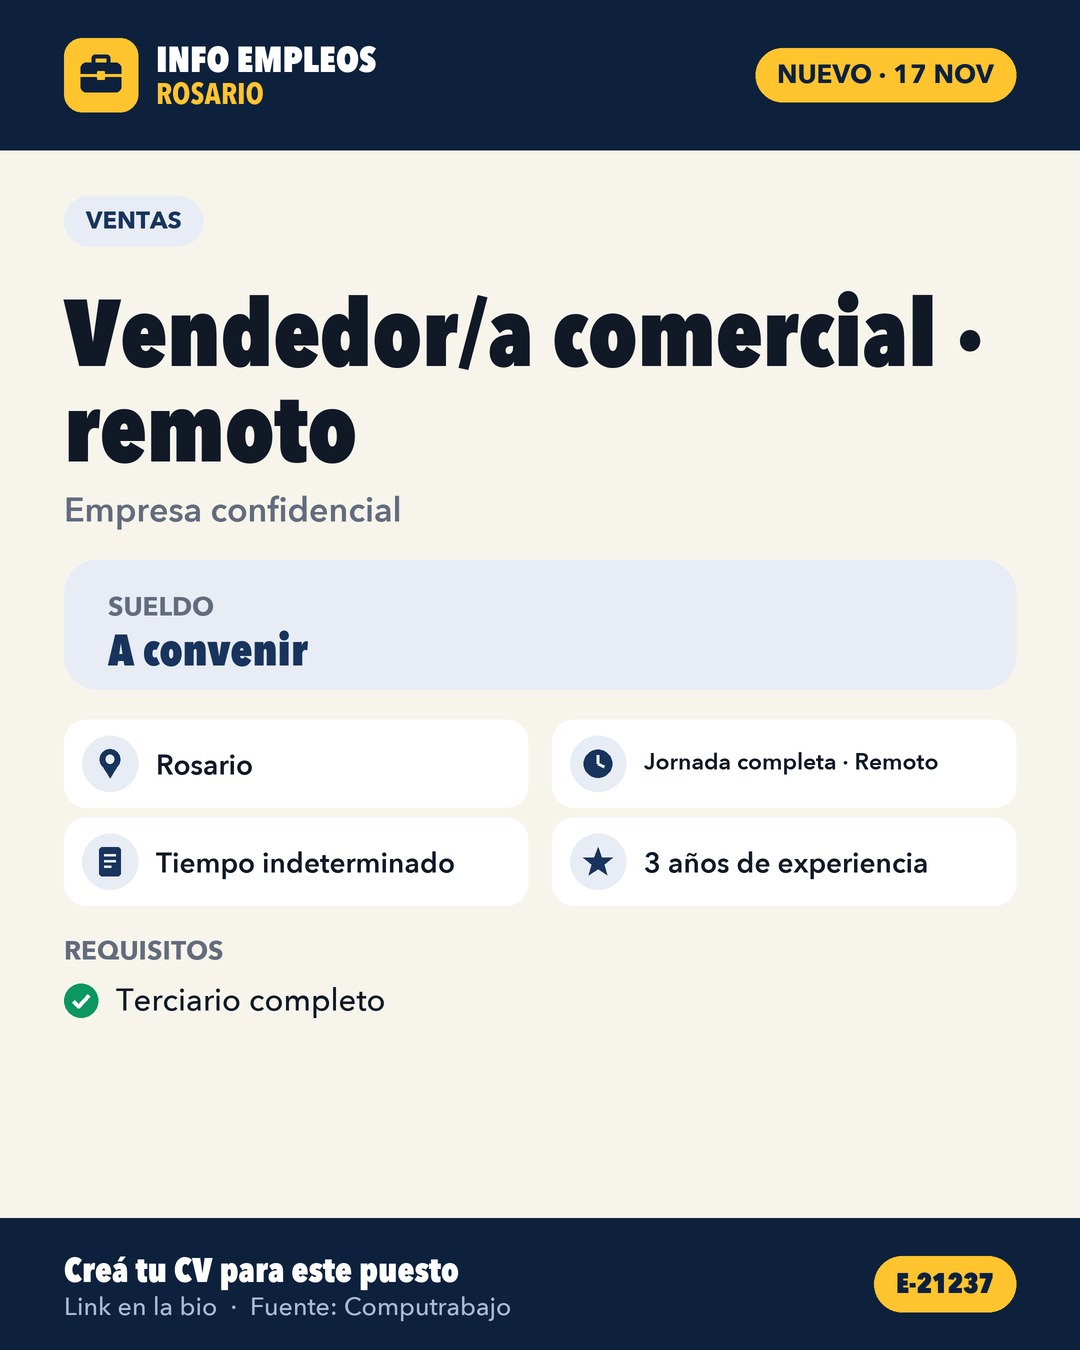 INFO EMPLEOS
ROSARIO
NUEVO · 17 NOV
VENTAS
Vendedor/a comercial ·
remoto
Empresa confidencial
SUELDO
A convenir
Rosario
Jornada completa · Remoto
Tiempo indeterminado
3 años de experiencia
REQUISITOS
Terciario completo
Creá tu CV para este puesto
Link en la bio · Fuente: Computrabajo
E-21237